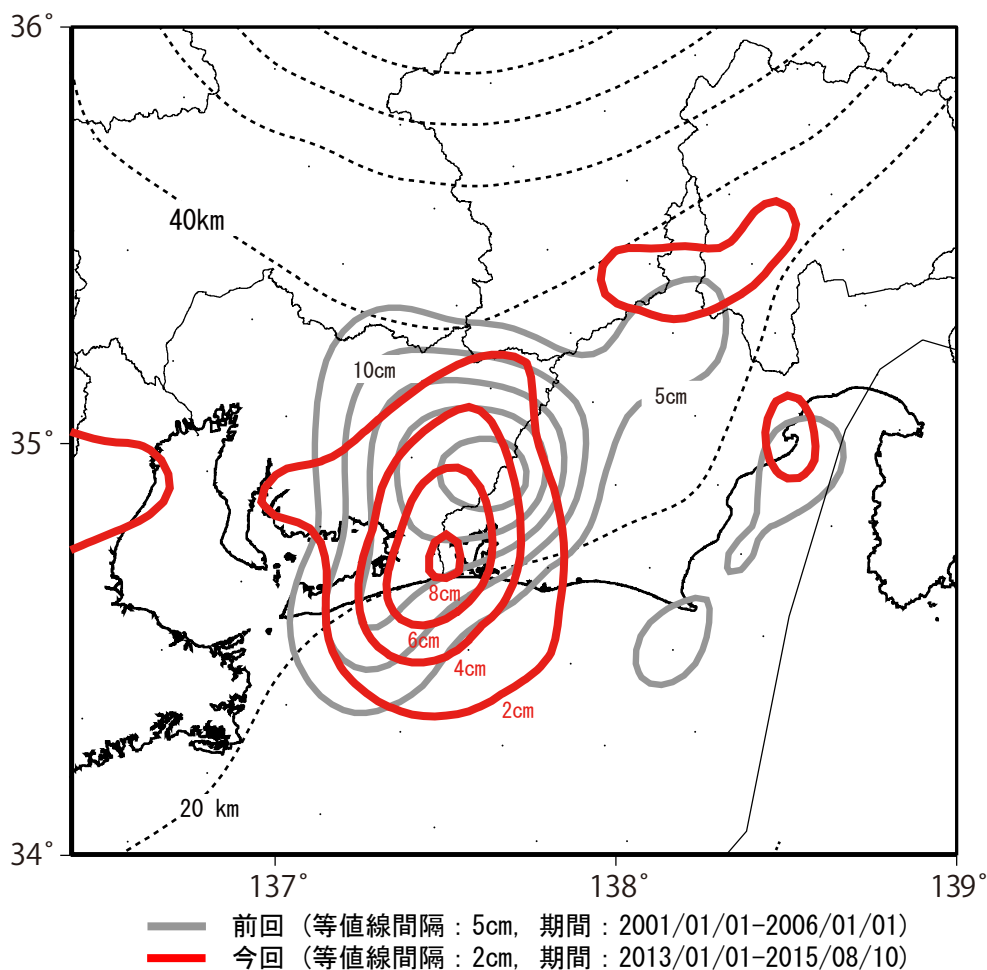 36°
40km
10cm
5cm
35°
8cm
6cm
4cm
2cm
20 km
34°
137°
138°
139°
前回 (等値線間隔：5cm, 期間：2001/01/01-2006/01/01)
今回 (等値線間隔：2cm, 期間：2013/01/01-2015/08/10)